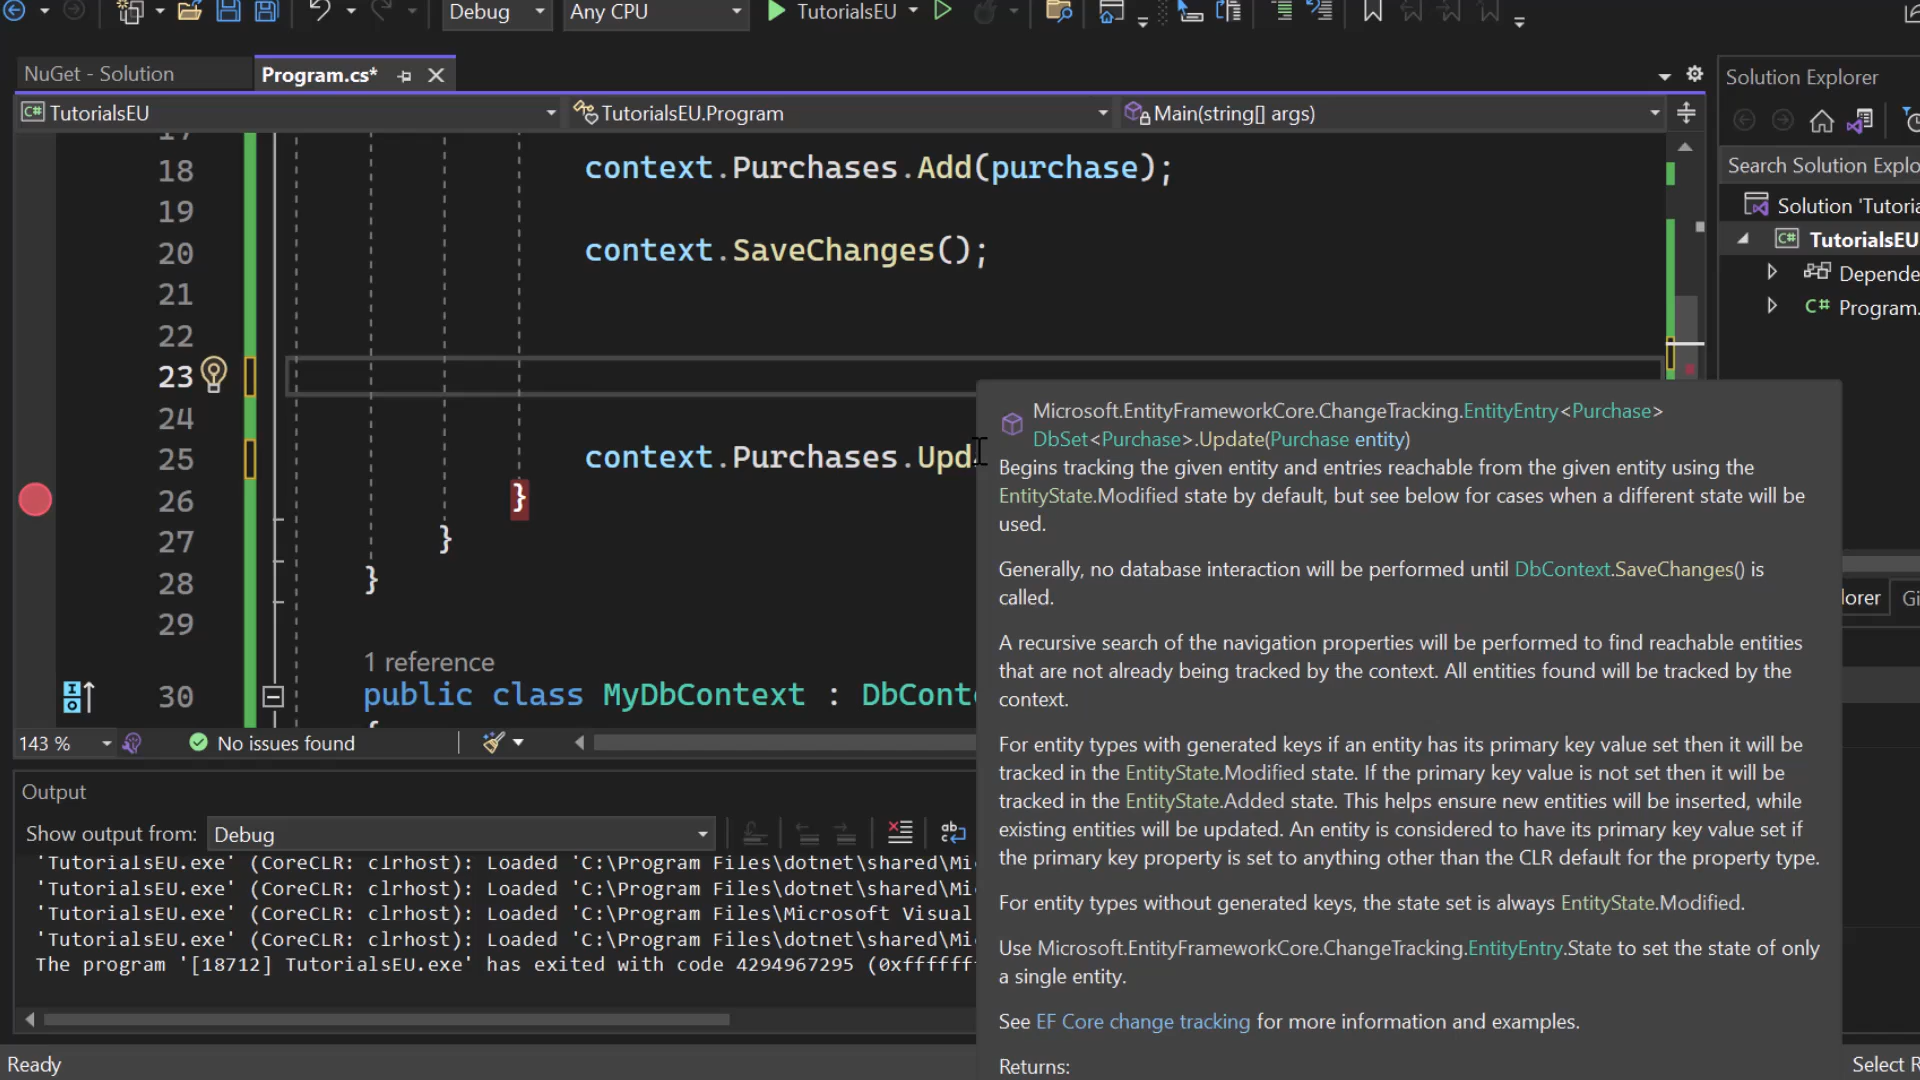 Debug
Any CPU
TutorialsEU
NuGet - Solution
Program.cs*
Solution Explorer
TutorialsEU
TutorialsEU.Program
Main(string[] args)
Search Solution Explo
18 context.Purchases.Add(purchase);
19
20 context.SaveChanges();
21
22
23
24
25 context.Purchases.Upd
26 }
27 }
28 }
29
1 reference
30 public class MyDbContext : DbCont
{
Solution 'Tutoria
TutorialsEU
Depende
Program.
Microsoft.EntityFrameworkCore.ChangeTracking.EntityEntry<Purchase>
DbSet<Purchase>.Update(Purchase entity)
Begins tracking the given entity and entries reachable from the given entity using the
EntityState.Modified state by default, but see below for cases when a different state will be
used.
Generally, no database interaction will be performed until DbContext.SaveChanges() is
called.
A recursive search of the navigation properties will be performed to find reachable entities
that are not already being tracked by the context. All entities found will be tracked by the
context.
For entity types with generated keys if an entity has its primary key value set then it will be
tracked in the EntityState.Modified state. If the primary key value is not set then it will be
tracked in the EntityState.Added state. This helps ensure new entities will be inserted, while
existing entities will be updated. An entity is considered to have its primary key value set if
the primary key property is set to anything other than the CLR default for the property type.
For entity types without generated keys, the state set is always EntityState.Modified.
Use Microsoft.EntityFrameworkCore.ChangeTracking.EntityEntry.State to set the state of only
a single entity.
See EF Core change tracking for more information and examples.
Returns:
lorer
Gi
143 %
No issues found
Output
Show output from: Debug
'TutorialsEU.exe' (CoreCLR: clrhost): Loaded 'C:\Program Files\dotnet\shared\Mi
'TutorialsEU.exe' (CoreCLR: clrhost): Loaded 'C:\Program Files\dotnet\shared\Mi
'TutorialsEU.exe' (CoreCLR: clrhost): Loaded 'C:\Program Files\Microsoft Visual
'TutorialsEU.exe' (CoreCLR: clrhost): Loaded 'C:\Program Files\dotnet\shared\Mi
The program '[18712] TutorialsEU.exe' has exited with code 4294967295 (0xffffff
Ready
Select R